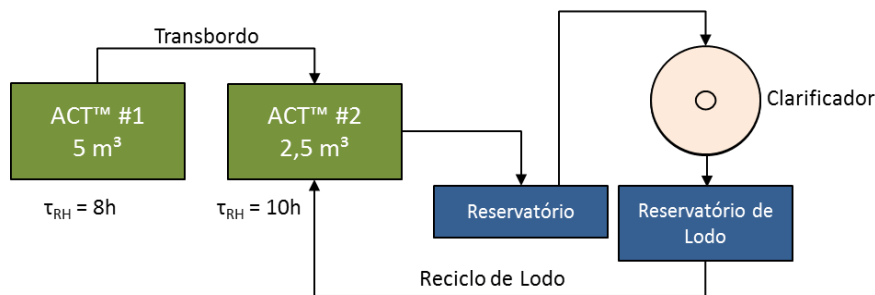 Transbordo
ACT™ #1
5 m³
ACT™ #2
2,5 m³
Clarificador
τRH = 8h
τRH = 10h
Reservatório
Reservatório de
Lodo
Reciclo de Lodo